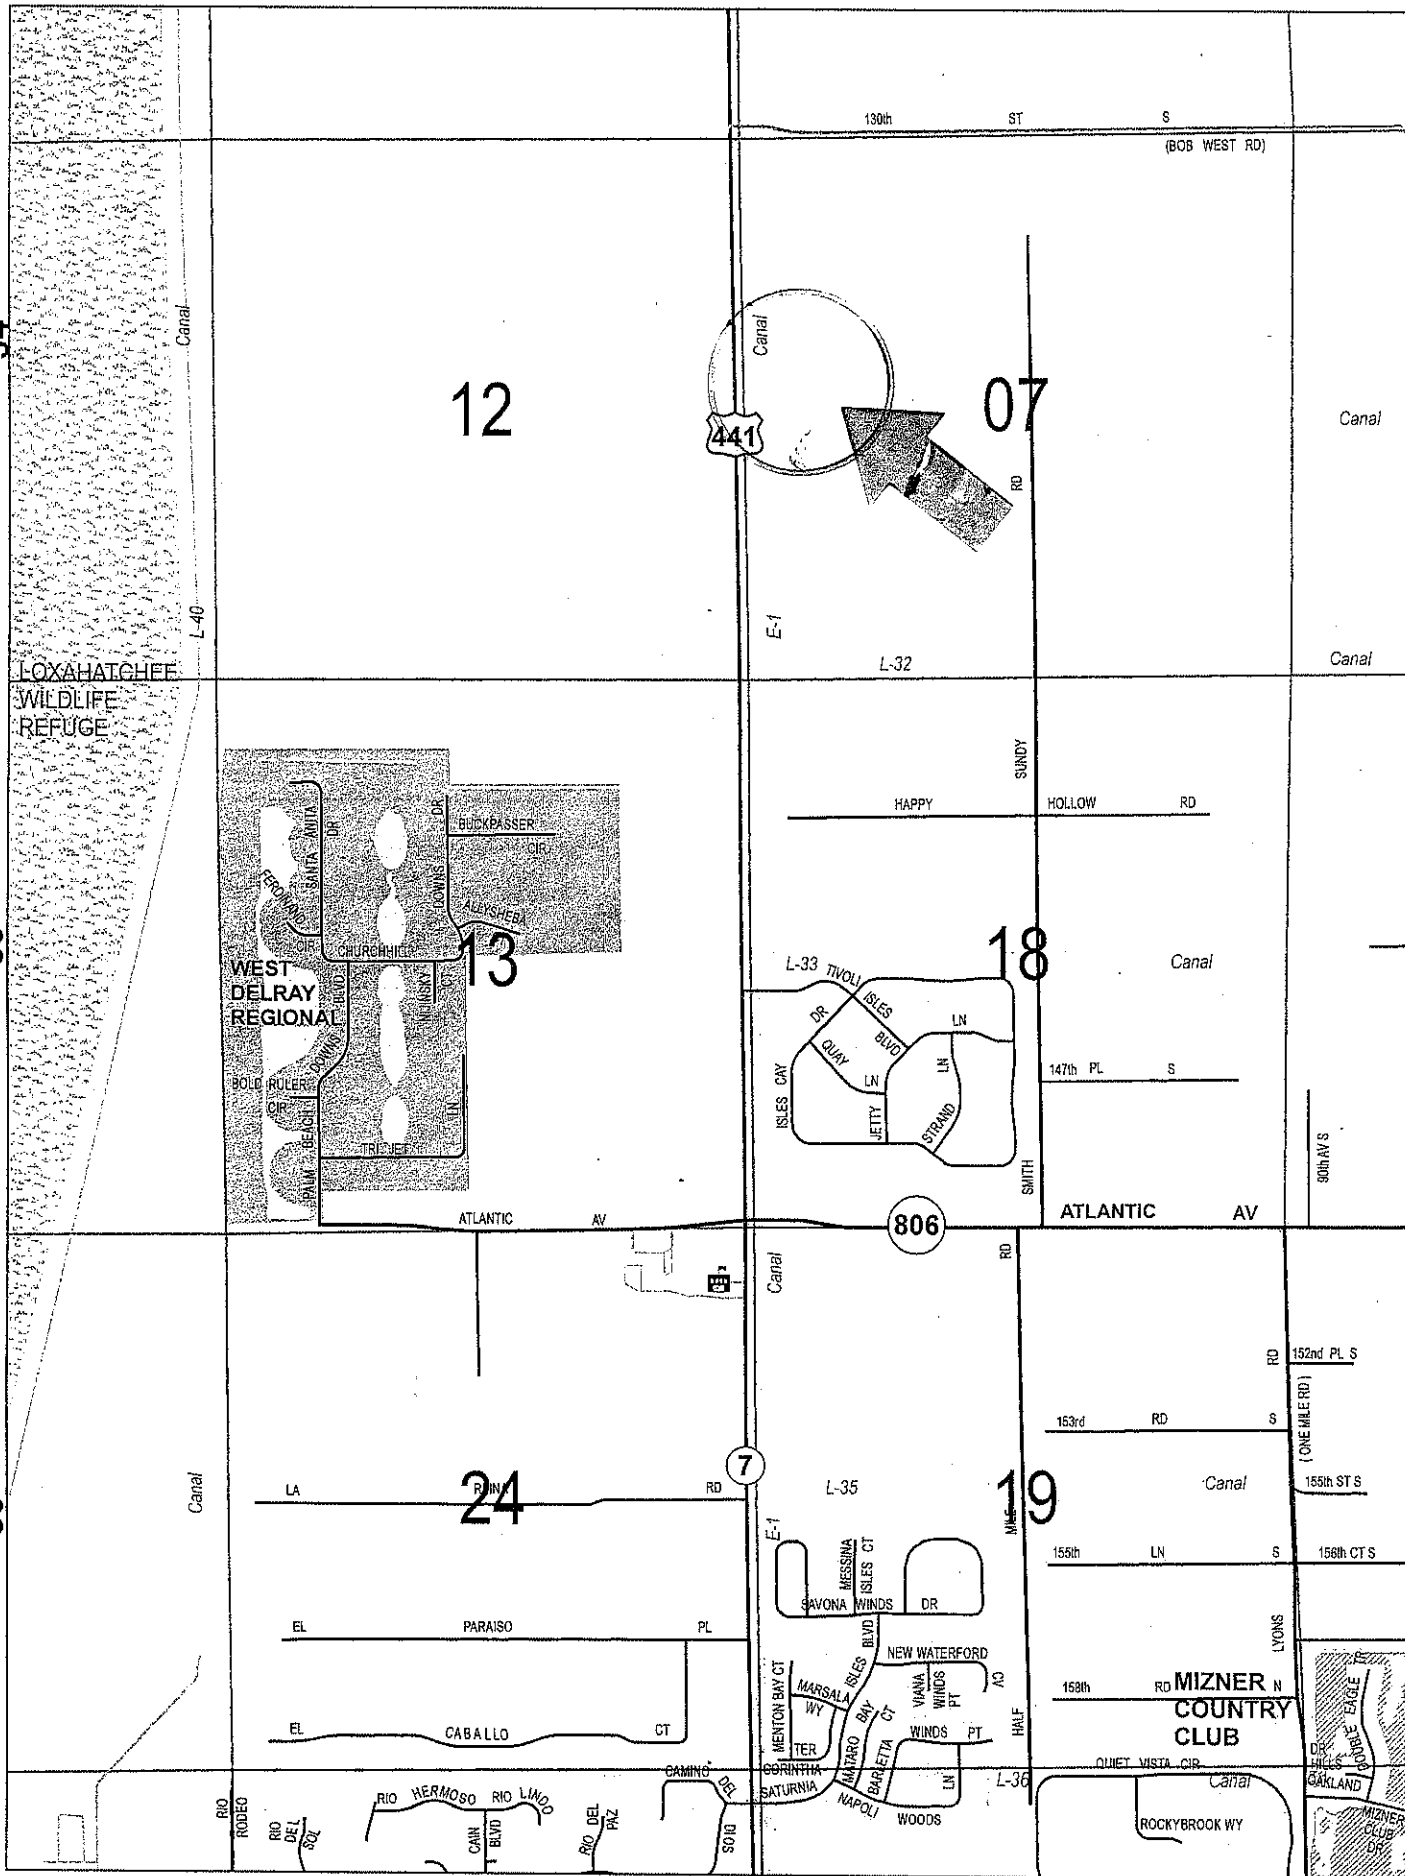 130th ST S
(BOB WEST RD)
Canal
Canal
12
07
441
Canal
RD
L-40
E-1
L-32
Canal
LOXAHATCHEE
WILDLIFE
REFUGE
SUNDY
HAPPY HOLLOW RD
SANTA ANITA DR
DOWNS DR
BUCKPASSER CIR
FERDINAND CIR
ALLYSHEBA
CHURCHHILL
13
NIJINSKY CT
WEST
DELRAY
REGIONAL
L-33
TIVOLI ISLES BLVD
18
Canal
DR
QUAY LN
LN
LN
ISLES CAY
JETTY
STRAND
147th PL S
BOLD RULER
CIR
PALM BEACH DOWNS BLVD
TRI JET LN
SMITH
90th AV S
ATLANTIC AV
806
ATLANTIC AV
Canal
RD
RD
152nd PL S
(ONE MILE RD)
153rd RD S
7
Canal
LA REINA RD
24
L-35
19
Canal
155th ST S
E-1
MILE
MESSINA
ISLES CT
155th LN S
156th CT S
SAVONA WINDS DR
EL PARAISO PL
BLVD
ISLES
NEW WATERFORD
CV
LYONS
MENTON BAY CT
MARSALA
WY
VIANA
WINDS
PT
158th RD N
MIZNER
COUNTRY
CLUB
DOUBLE EAGLE TR
EL CABALLO CT
TER
CORINTHA
MATARO BAY
BARLETTA CT
WINDS PT
HALF
QUIET VISTA CIR
DR
HILLS
OAKLAND
CAMINO DEL
DIOS
SATURNIA
NAPOLI
WOODS
LN
L-36
Canal
RIO
RODEO
RIO HERMOSO
RIO LINDO
RIO
DEL
SOL
CAIN
BLVD
RIO DEL
PAZ
ROCKYBROOK WY
MIZNER
CLUB
DR